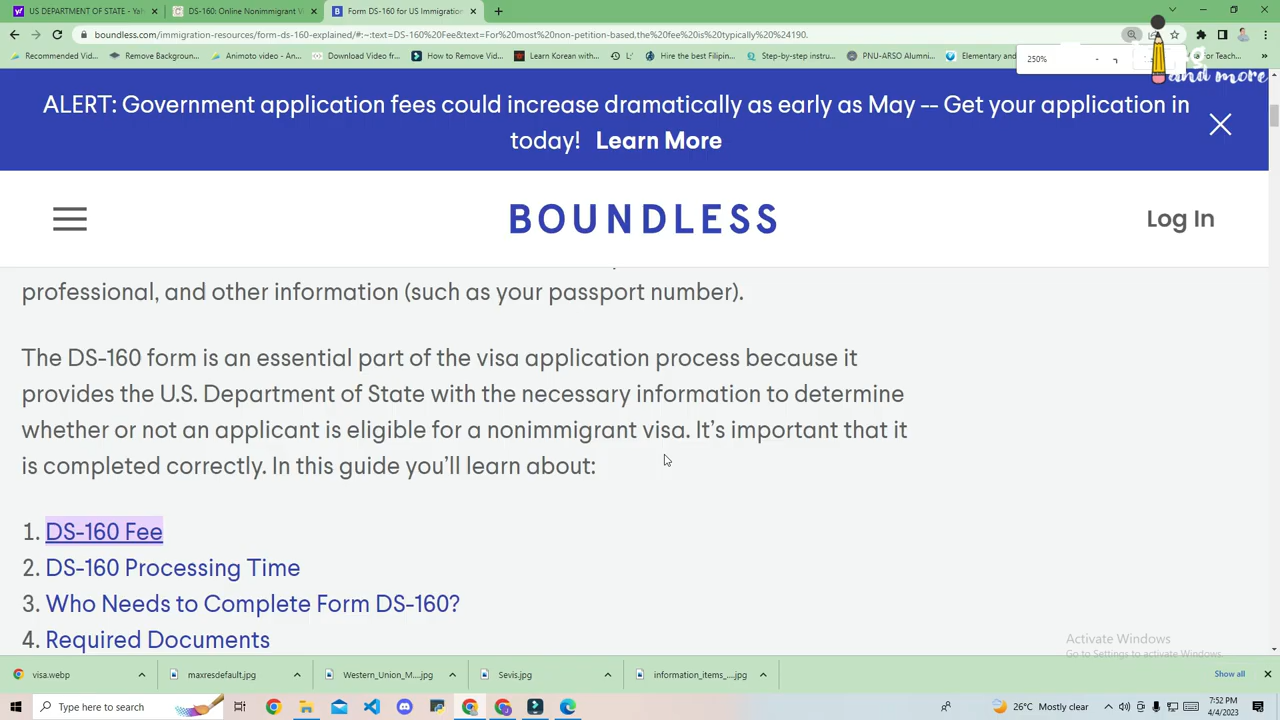 US DEPARTMENT OF STATE - Yah
DS-160: Online Nonimmigrant Vi
Form DS-160 for US Immigration
boundless.com/immigration-resources/form-ds-160-explained/#:~:text=DS-160%20Fee&text=For%20most%20non-petition-based,the%20fee%20is%20typically%20%24190.
Recommended Vid...
Remove Background
Animoto video - An...
Download Video fr...
How to Remove Vid...
Learn Korean with...
Hire the best Filipin...
Step-by-step instru...
PNU-ARSO Alumni...
Elementary and
For Teach...
250%
and more
ALERT: Government application fees could increase dramatically as early as May -- Get your application in
today! Learn More
BOUNDLESS
Log In
professional, and other information (such as your passport number).
The DS-160 form is an essential part of the visa application process because it
provides the U.S. Department of State with the necessary information to determine
whether or not an applicant is eligible for a nonimmigrant visa. It's important that it
is completed correctly. In this guide you'll learn about:
1. DS-160 Fee
2. DS-160 Processing Time
3. Who Needs to Complete Form DS-160?
4. Required Documents
Activate Windows
Go to Settings to activate Windows.
visa.webp
maxresdefault.jpg
Western_Union_M....jpg
Sevis.jpg
information_items_....jpg
Show all
Type here to search
26°C Mostly clear
7:52 PM
4/4/2023